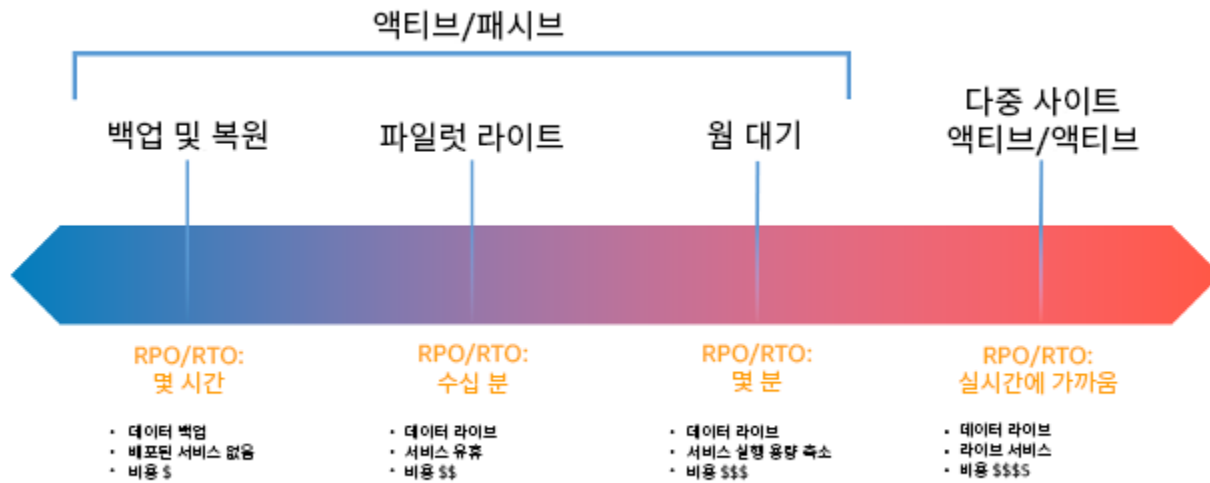 액티브/패시브
백업 및 복원
파일럿 라이트
웜 대기
다중 사이트
액티브/액티브
RPO/RTO:
몇 시간
RPO/RTO:
수십 분
RPO/RTO:
몇 분
RPO/RTO:
실시간에 가까움
• 데이터 백업
• 배포된 서비스 없음
• 비용 $
• 데이터 라이브
• 서비스 유휴
• 비용 $$
• 데이터 라이브
• 서비스 실행 용량 축소
• 비용 $$$
• 데이터 라이브
• 라이브 서비스
• 비용 $$$$